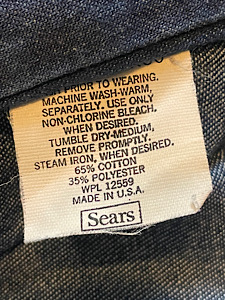 PRIOR TO WEARING.
MACHINE WASH-WARM,
SEPARATELY. USE ONLY
NON-CHLORINE BLEACH.
WHEN DESIRED.
TUMBLE DRY-MEDIUM,
REMOVE PROMPTLY.
STEAM IRON, WHEN DESIRED.
65% COTTON
35% POLYESTER
WPL 12559
MADE IN U.S.A.
Sears